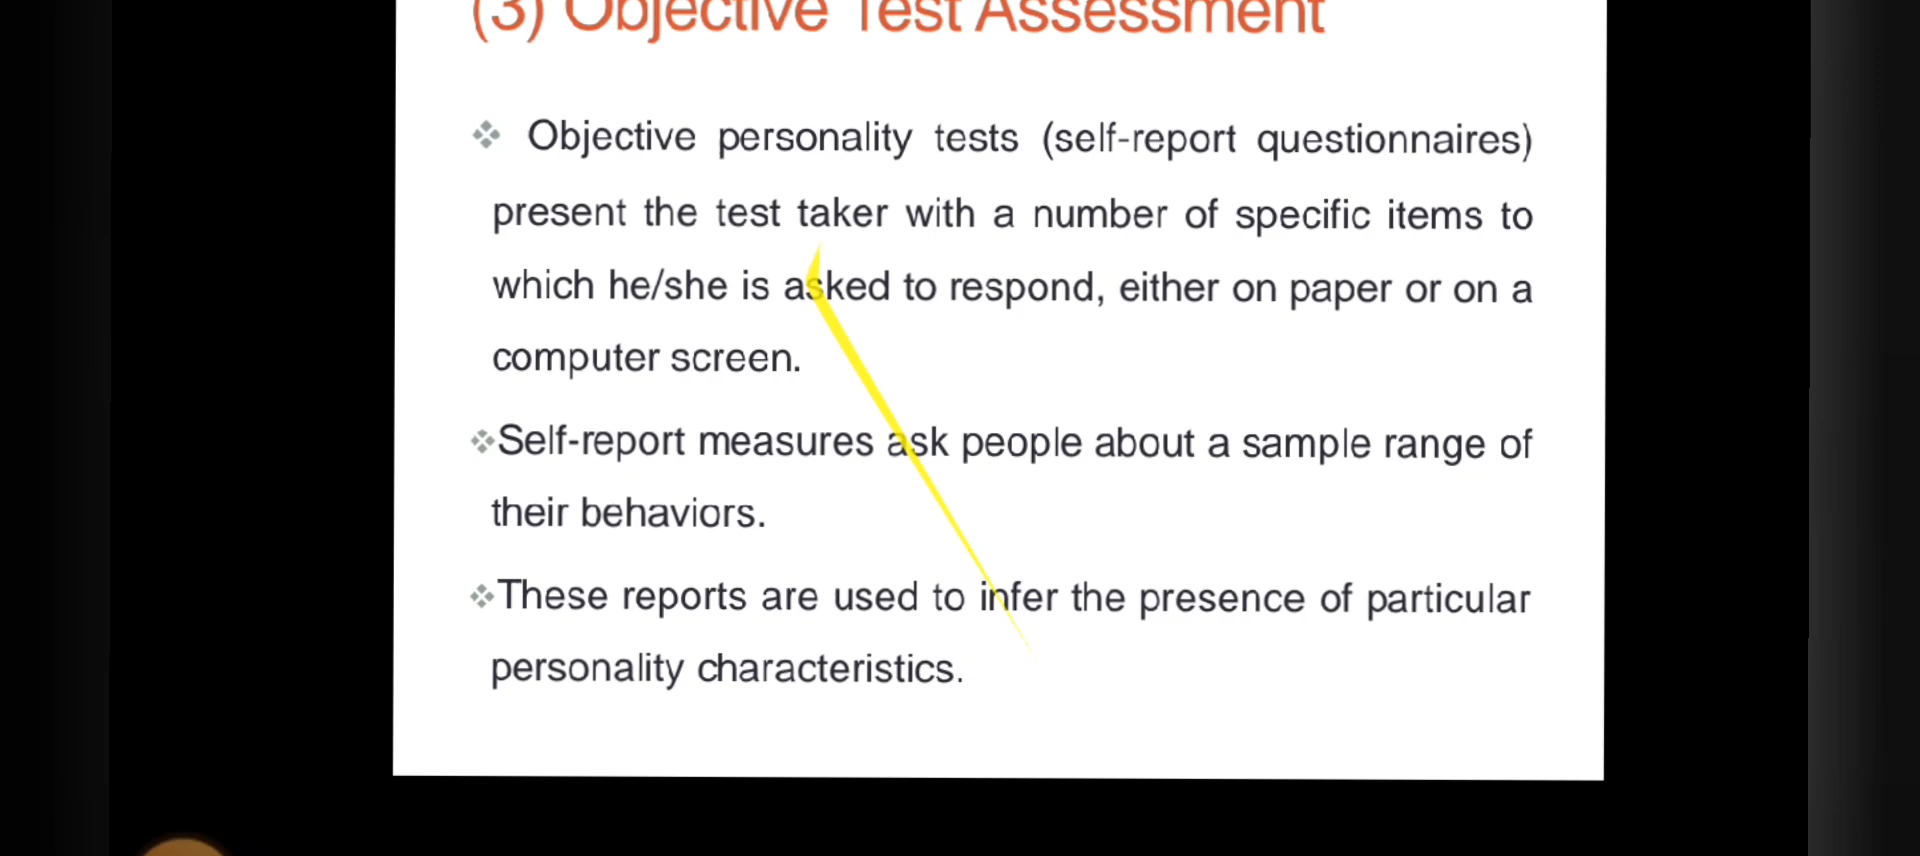 (3) Objective Test Assessment
❖ Objective personality tests (self-report questionnaires)
present the test taker with a number of specific items to
which he/she is asked to respond, either on paper or on a
computer screen.
❖Self-report measures ask people about a sample range of
their behaviors.
❖These reports are used to infer the presence of particular
personality characteristics.